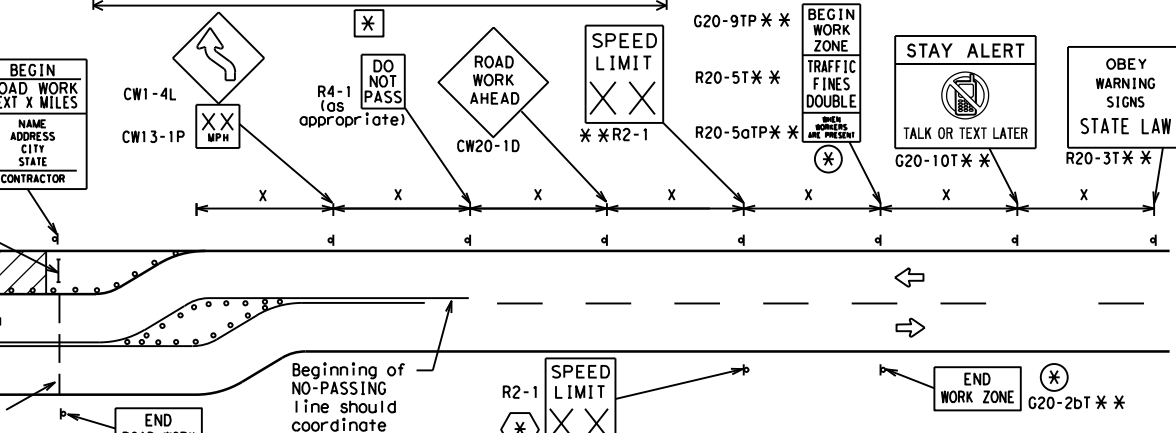 BEGIN
ROAD WORK
NEXT X MILES
NAME
ADDRESS
CITY
STATE
CONTRACTOR
CW1-4L
XX
MPH
CW13-1P
*
DO
NOT
PASS
R4-1
(as
appropriate)
ROAD
WORK
AHEAD
CW20-1D
SPEED
LIMIT
XX
* * R2-1
G20-9TP * *
BEGIN
WORK
ZONE
R20-5T * *
TRAFFIC
FINES
DOUBLE
R20-5aTP * *
WHEN
WORKERS
ARE PRESENT
*
STAY ALERT
TALK OR TEXT LATER
G20-10T * *
OBEY
WARNING
SIGNS
STATE LAW
R20-3T * *
X X X X X X X
Beginning of
NO-PASSING
line should
coordinate
R2-1
SPEED
LIMIT
XX
*
END
WORK ZONE
*
G20-2bT * *
END
ROAD WORK